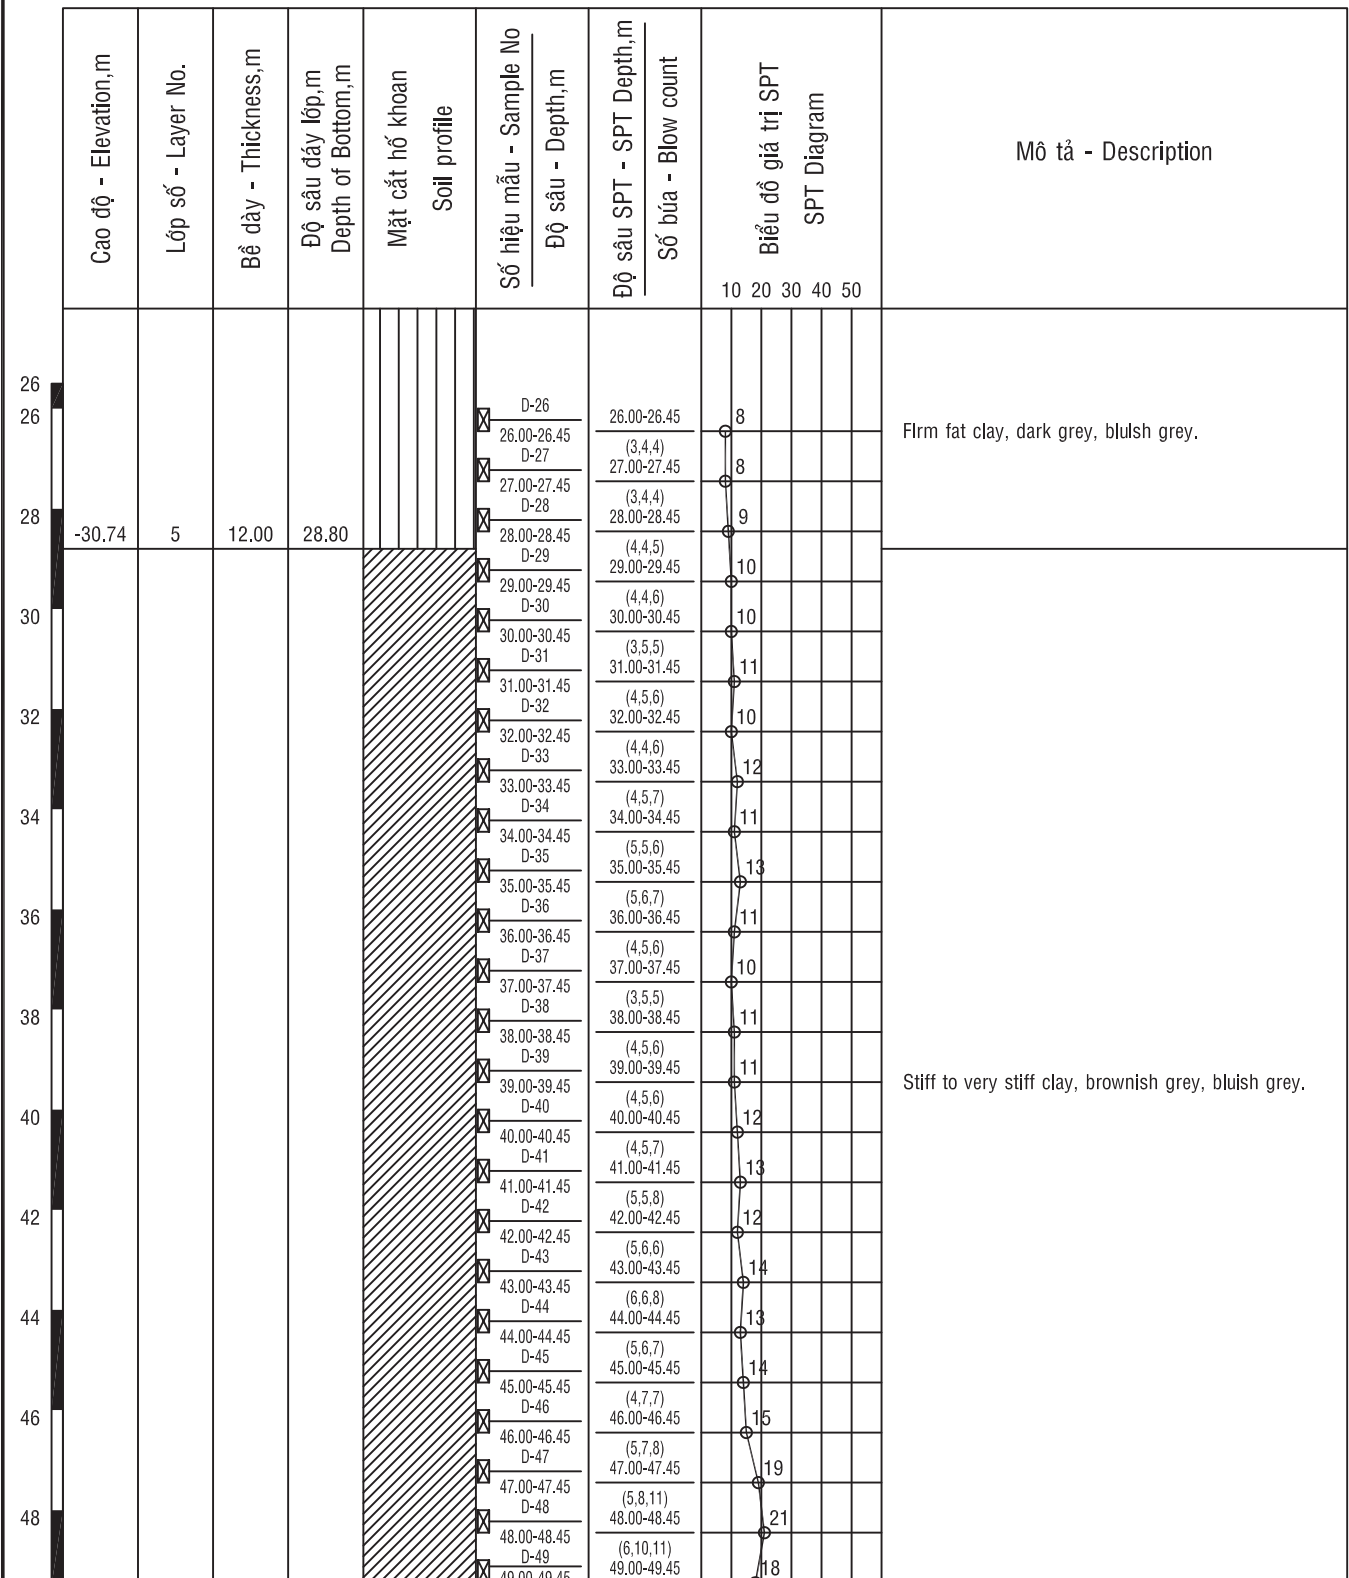 Cao độ - Elevation,m
Lớp số - Layer No.
Bề dày - Thickness,m
Độ sâu đáy lớp,m
Depth of Bottom,m
Mặt cắt hố khoan
Soil profile
Số hiệu mẫu - Sample No
Độ sâu - Depth,m
Độ sâu SPT - SPT Depth,m
Số búa - Blow count
Biểu đồ giá trị SPT
SPT Diagram
10 20 30 40 50
Mô tả - Description
26
26
D-26
26.00-26.45
8
FIrm fat clay, dark grey, bluIsh grey.
26.00-26.45
(3,4,4)
D-27
27.00-27.45
8
27.00-27.45
(3,4,4)
D-28
28
28.00-28.45
9
-30.74 5 12.00 28.80
28.00-28.45
(4,4,5)
D-29
29.00-29.45
10
29.00-29.45
(4,4,6)
D-30
30
30.00-30.45
10
30.00-30.45
(3,5,5)
D-31
31.00-31.45
11
31.00-31.45
(4,5,6)
D-32
32
32.00-32.45
10
32.00-32.45
(4,4,6)
D-33
33.00-33.45
12
33.00-33.45
(4,5,7)
D-34
34
34.00-34.45
11
34.00-34.45
(5,5,6)
D-35
35.00-35.45
13
35.00-35.45
(5,6,7)
D-36
36
36.00-36.45
11
36.00-36.45
(4,5,6)
D-37
37.00-37.45
10
37.00-37.45
(3,5,5)
D-38
38
38.00-38.45
11
38.00-38.45
(4,5,6)
D-39
39.00-39.45
11
Stiff to very stiff clay, brownish grey, bluish grey.
39.00-39.45
(4,5,6)
D-40
40
40.00-40.45
12
40.00-40.45
(4,5,7)
D-41
41.00-41.45
13
41.00-41.45
(5,5,8)
D-42
42
42.00-42.45
12
42.00-42.45
(5,6,6)
D-43
43.00-43.45
14
43.00-43.45
(6,6,8)
D-44
44
44.00-44.45
13
44.00-44.45
(5,6,7)
D-45
45.00-45.45
14
45.00-45.45
(4,7,7)
D-46
46
46.00-46.45
15
46.00-46.45
(5,7,8)
D-47
47.00-47.45
19
47.00-47.45
(5,8,11)
D-48
48
48.00-48.45
21
48.00-48.45
(6,10,11)
D-49
49.00-49.45
18
49.00-49.45